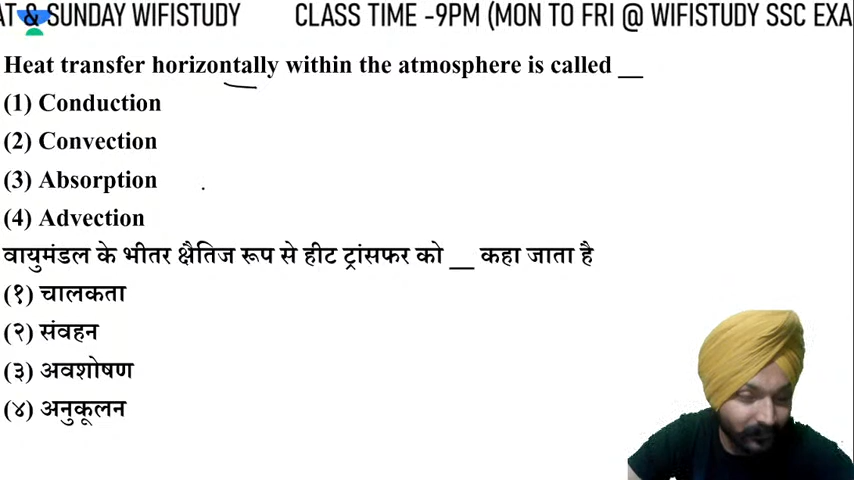 AT & SUNDAY WIFISTUDY CLASS TIME -9PM (MON TO FRI @ WIFISTUDY SSC EXA
Heat transfer horizontally within the atmosphere is called __
(1) Conduction
(2) Convection
(3) Absorption
(4) Advection
वायुमंडल के भीतर क्षैतिज रूप से हीट ट्रांसफर को __ कहा जाता है
(१) चालकता
(२) संवहन
(३) अवशोषण
(४) अनुकूलन